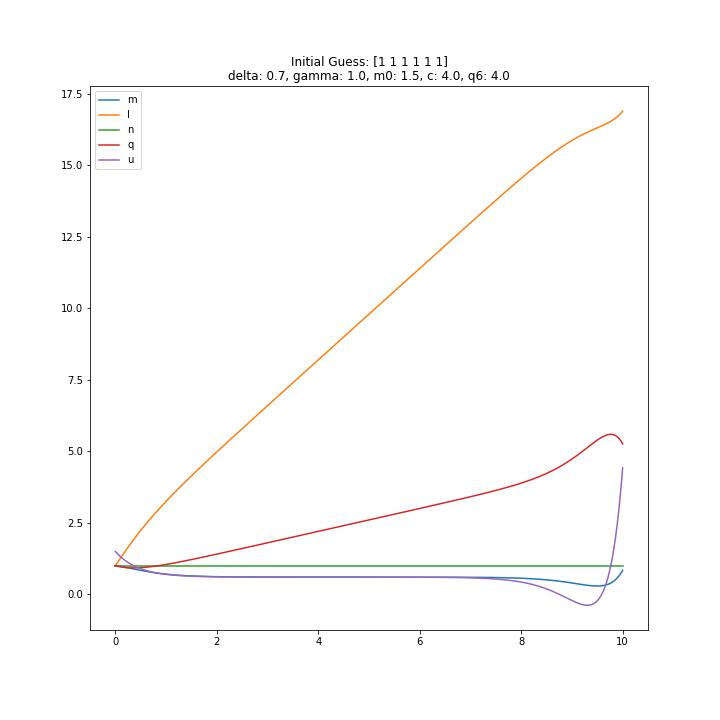 Initial Guess: [1 1 1 1 1 1]
delta: 0.7, gamma: 1.0, m0: 1.5, c: 4.0, q6: 4.0
m
l
n
q
u
17.5
15.0
12.5
10.0
7.5
5.0
2.5
0.0
0 2 4 6 8 10